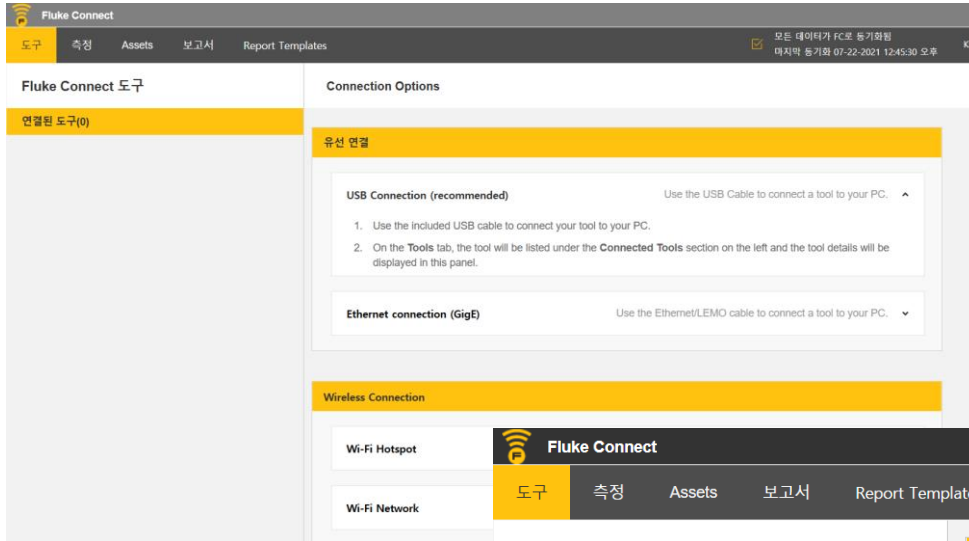 Fluke Connect
도구 측정 Assets 보고서 Report Templates
모든 데이터가 FC로 동기화됨
마지막 동기화 07-22-2021 12:45:30 오후
Fluke Connect 도구
Connection Options
연결된 도구(0)
유선 연결
USB Connection (recommended) Use the USB Cable to connect a tool to your PC.
1. Use the included USB cable to connect your tool to your PC.
2. On the Tools tab, the tool will be listed under the Connected Tools section on the left and the tool details will be
displayed in this panel.
Ethernet connection (GigE) Use the Ethernet/LEMO cable to connect a tool to your PC.
Wireless Connection
Wi-Fi Hotspot
Wi-Fi Network
Fluke Connect
도구 측정 Assets 보고서 Report